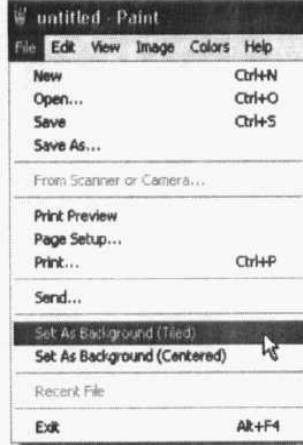 untitled - Paint
File Edit View Image Colors Help
New Ctrl+N
Open... Ctrl+O
Save Ctrl+S
Save As...
From Scanner or Camera...
Print Preview
Page Setup...
Print... Ctrl+P
Send...
Set As Background (Tiled)
Set As Background (Centered)
Recent File
Exit Alt+F4